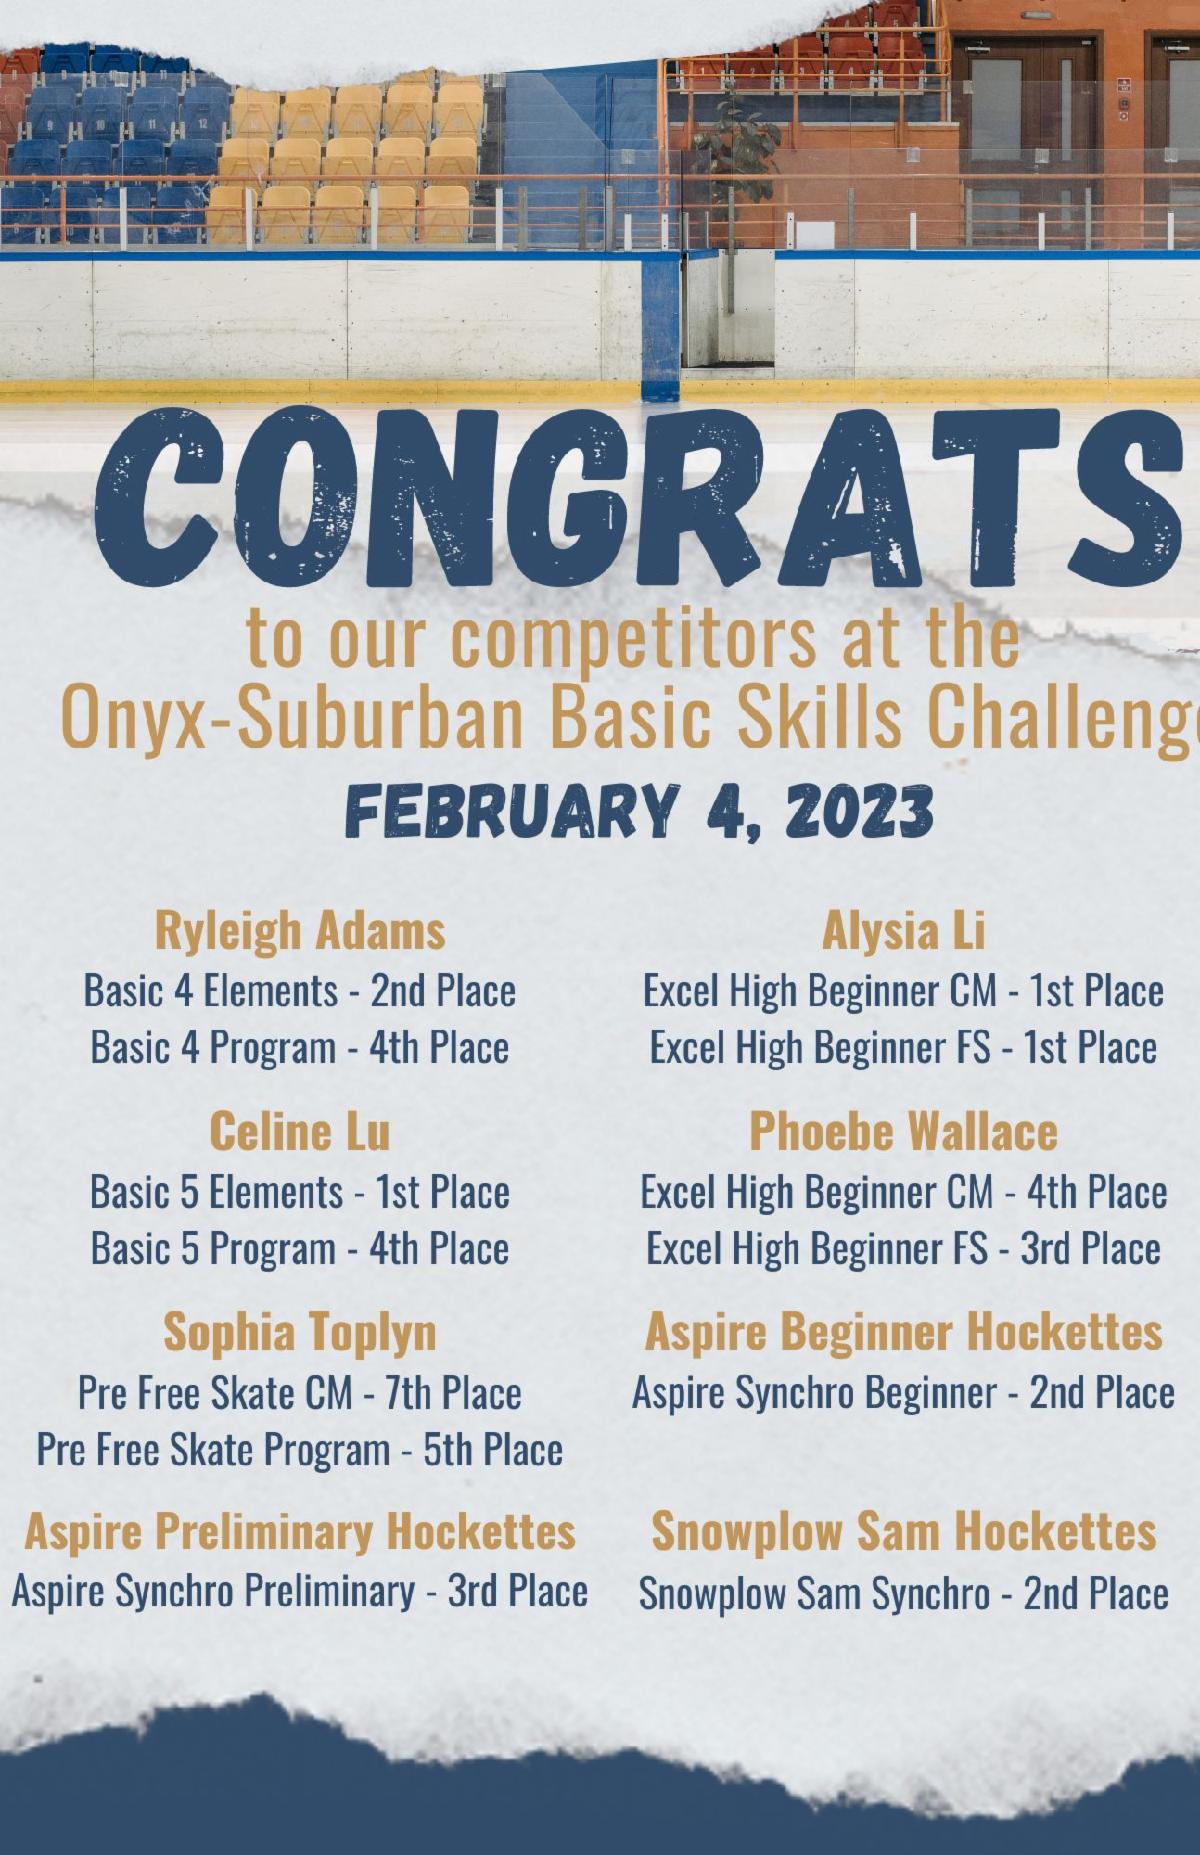 CONGRATS
to our competitors at the
Onyx-Suburban Basic Skills Challenge
FEBRUARY 4, 2023
Ryleigh Adams
Basic 4 Elements - 2nd Place
Basic 4 Program - 4th Place
Alysia Li
Excel High Beginner CM - 1st Place
Excel High Beginner FS - 1st Place
Celine Lu
Basic 5 Elements - 1st Place
Basic 5 Program - 4th Place
Phoebe Wallace
Excel High Beginner CM - 4th Place
Excel High Beginner FS - 3rd Place
Sophia Toplyn
Pre Free Skate CM - 7th Place
Pre Free Skate Program - 5th Place
Aspire Beginner Hockettes
Aspire Synchro Beginner - 2nd Place
Aspire Preliminary Hockettes
Aspire Synchro Preliminary - 3rd Place
Snowplow Sam Hockettes
Snowplow Sam Synchro - 2nd Place